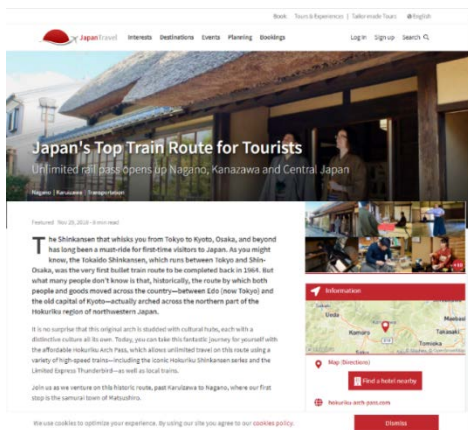 Book Tours & Experiences | Tailormade Tours English
JapanTravel Interests Destinations Events Planning Bookings Log in Sign up Search
Japan's Top Train Route for Tourists
Unlimited rail pass opens up Nagano, Kanazawa and Central Japan
Nagano | Karuizawa | Transportation
The Shinkansen that whisks you from Tokyo to Kyoto, Osaka, and beyond
has long been a must-ride for first-time visitors to Japan. As you might
know, the Tokaido Shinkansen, which runs between Tokyo and Shin-
Osaka, was the very first bullet train route to be completed back in 1964. But
what many people don't know is that, historically, the route by which both
people and goods moved across the country—between Edo (now Tokyo) and
the old capital of Kyoto—actually arched across the northern part of the
Hokuriku region of northwestern Japan.
It is no surprise that this original arch is studded with cultural hubs, each with a
distinctive culture all its own. Today, you can take this fantastic journey for yourself with
the affordable Hokuriku Arch Pass, which allows unlimited travel on this route using a
variety of high-speed trains—including the iconic Hokuriku Shinkansen series and the
Limited Express Thunderbird—as well as local trains.
Join us as we venture on this historic route, past Karuizawa to Nagano, where our first
stop is the samurai town of Matsushiro.
Information
Ueda
Maebas
Komoro
Takasaki
Tomioka
Map (Directions)
Find a hotel nearby
hokuriku-arch-pass.com
We use cookies to optimize your experience. By using our site you agree to our cookies policy.
Dismiss